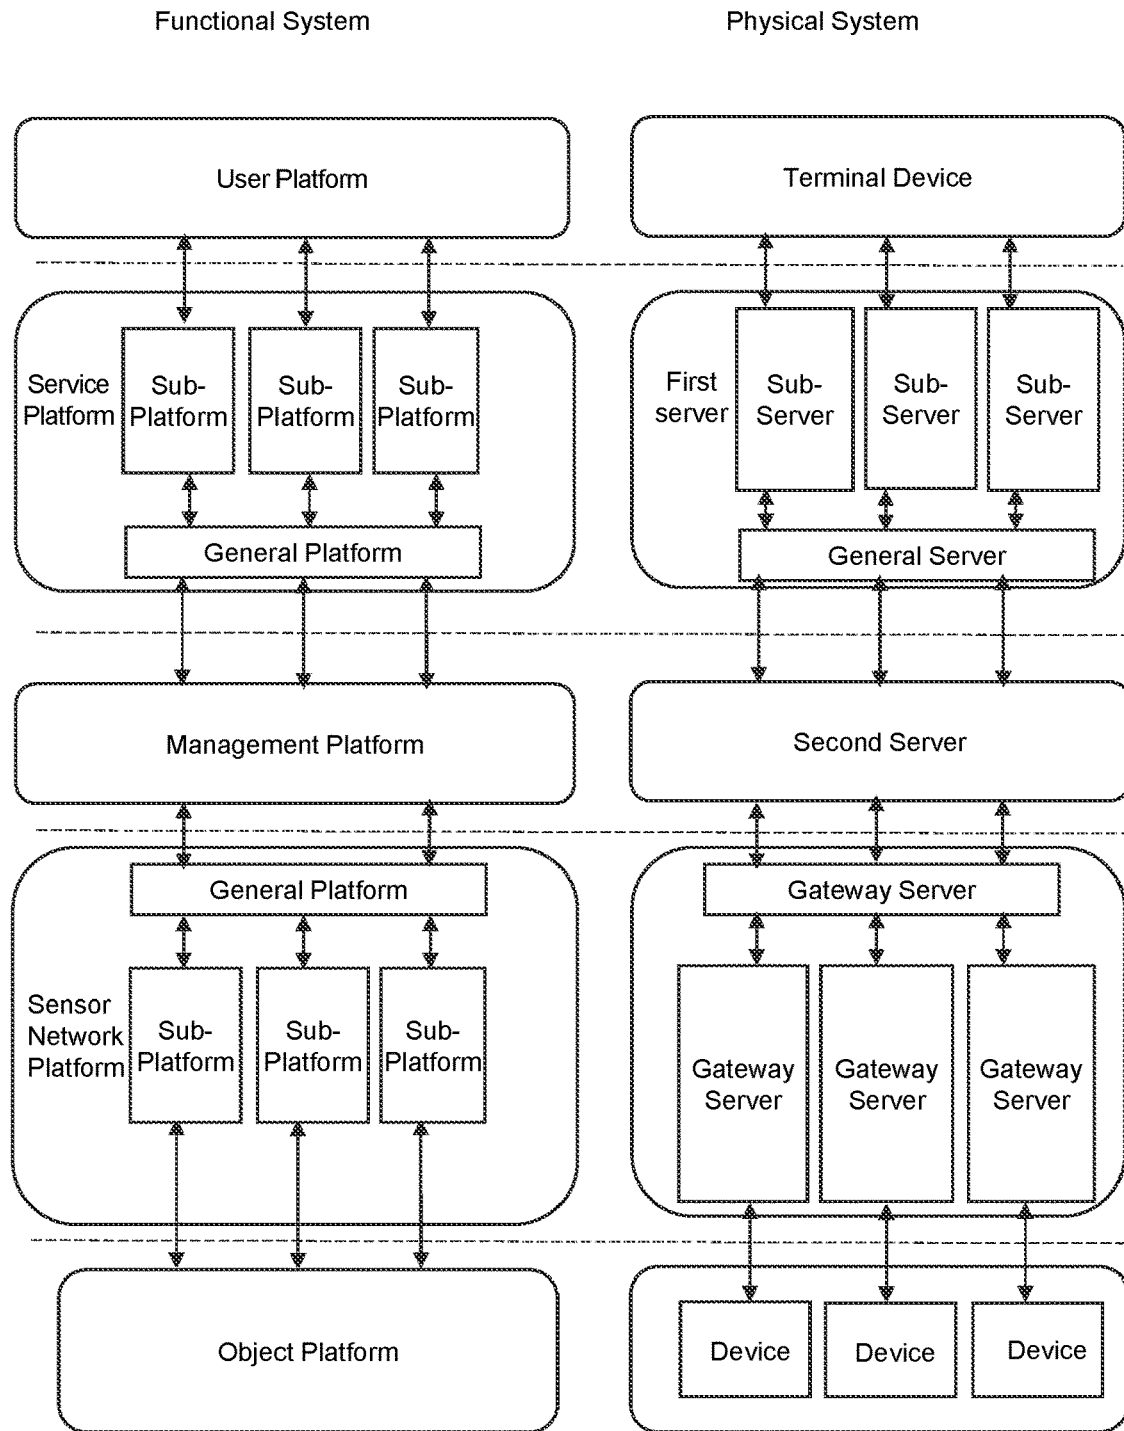 Functional System
Physical System
User Platform
Terminal Device
Service
Platform
Sub-
Platform
Sub-
Platform
Sub-
Platform
General Platform
First
server
Sub-
Server
Sub-
Server
Sub-
Server
General Server
Management Platform
Second Server
General Platform
Sensor
Network
Platform
Sub-
Platform
Sub-
Platform
Sub-
Platform
Gateway Server
Gateway
Server
Gateway
Server
Gateway
Server
Object Platform
Device
Device
Device